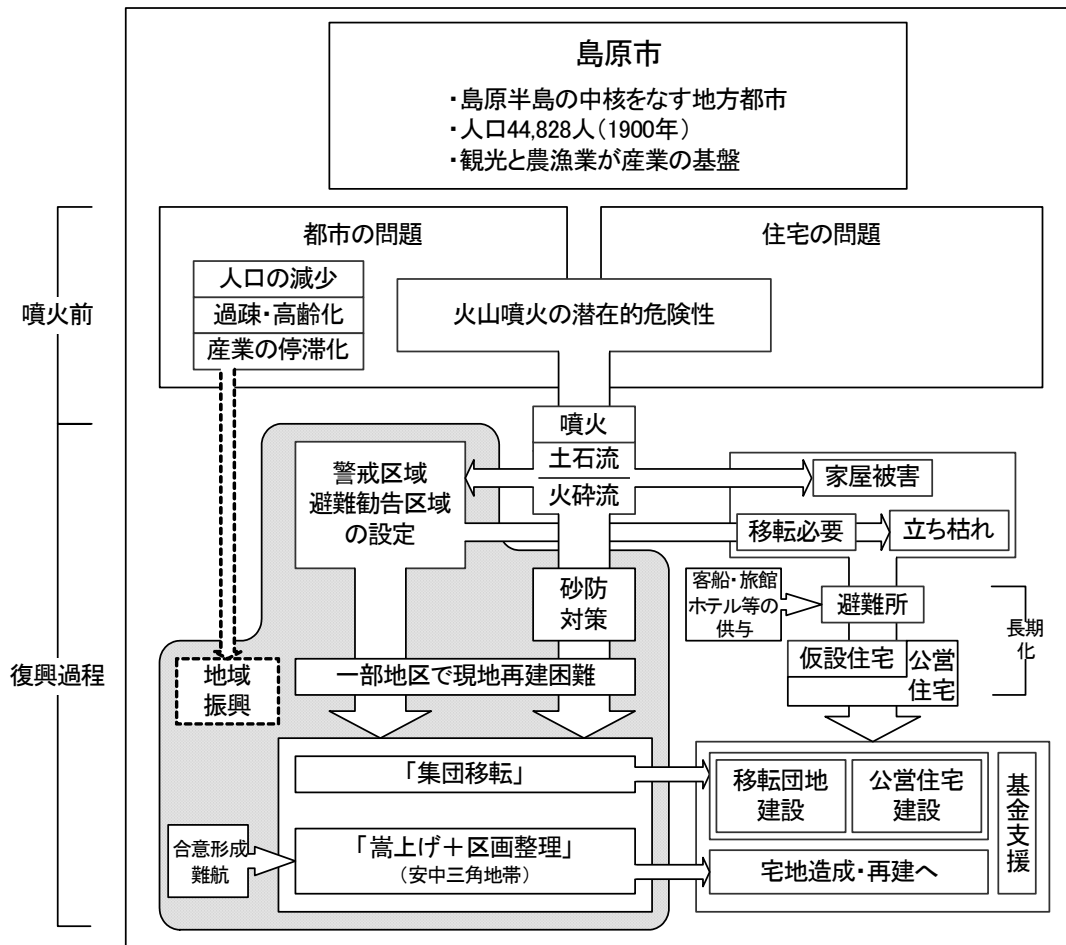 島原市
・島原半島の中核をなす地方都市
・人口44,828人（1900年）
・観光と農漁業が産業の基盤
噴火前
都市の問題
住宅の問題
人口の減少
過疎・高齢化
産業の停滞化
火山噴火の潜在的危険性
復興過程
噴火
土石流
火砕流
警戒区域
避難勧告区域
の設定
家屋被害
移転必要
立ち枯れ
砂防
対策
客船・旅館
ホテル等の
供与
避難所
仮設住宅
公営
住宅
長期
化
地域
振興
一部地区で現地再建困難
「集団移転」
移転団地
建設
公営住宅
建設
基金支援
合意形成
難航
「嵩上げ＋区画整理」
（安中三角地帯）
宅地造成・再建へ